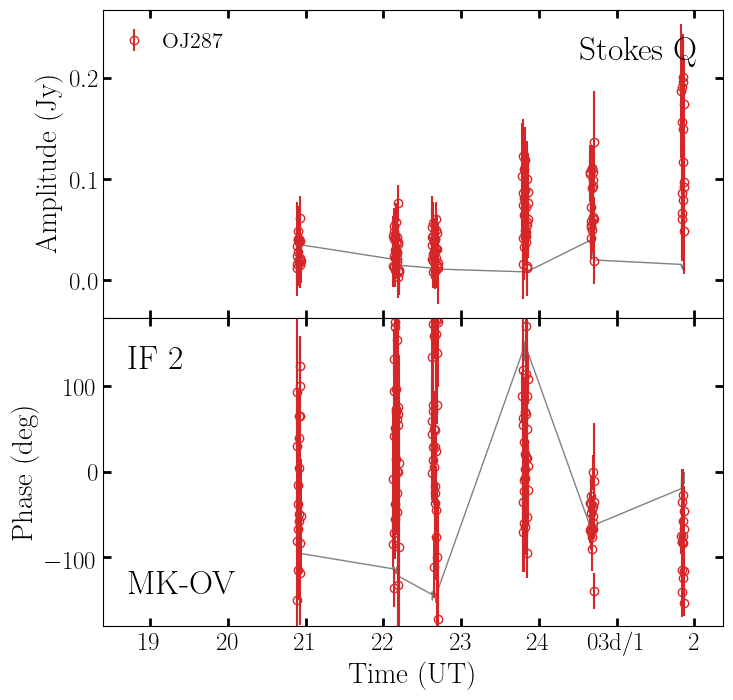 OJ287
Stokes Q
0.2
0.1
0.0
Amplitude (Jy)
IF 2
100
0
−100
Phase (deg)
MK-OV
19 20 21 22 23 24 03d/1 2
Time (UT)